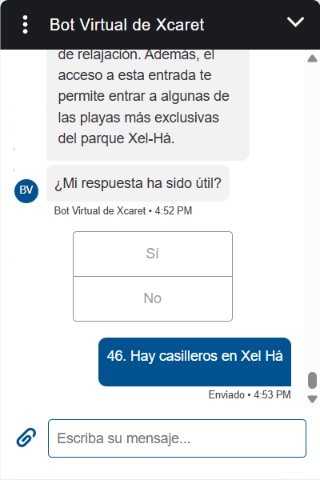 Bot Virtual de Xcaret
de relajación. Además, el
acceso a esta entrada te
permite entrar a algunas de
las playas más exclusivas
del parque Xel-Há.
BV
¿Mi respuesta ha sido útil?
Bot Virtual de Xcaret • 4:52 PM
Sí
No
46. Hay casilleros en Xel Há
Enviado • 4:53 PM
Escriba su mensaje...